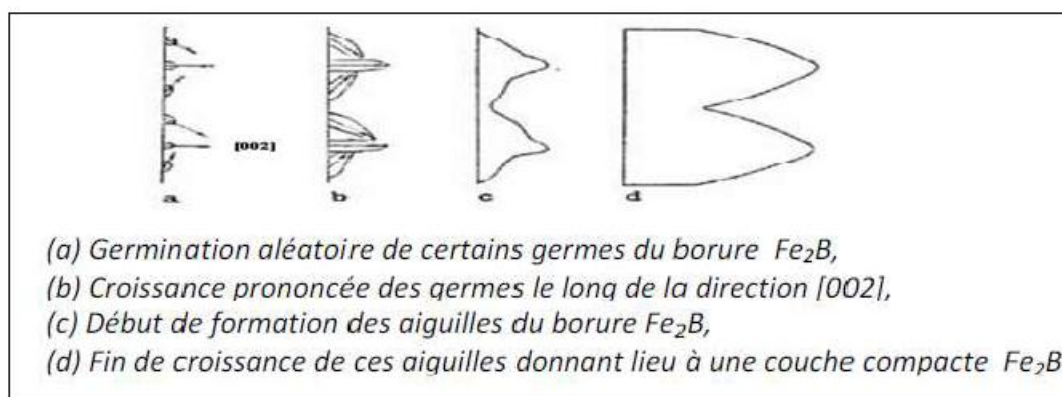 [002]
a b c d
(a) Germination aléatoire de certains germes du borure Fe₂B,
(b) Croissance prononcée des germes le long de la direction [002],
(c) Début de formation des aiguilles du borure Fe₂B,
(d) Fin de croissance de ces aiguilles donnant lieu à une couche compacte Fe₂B